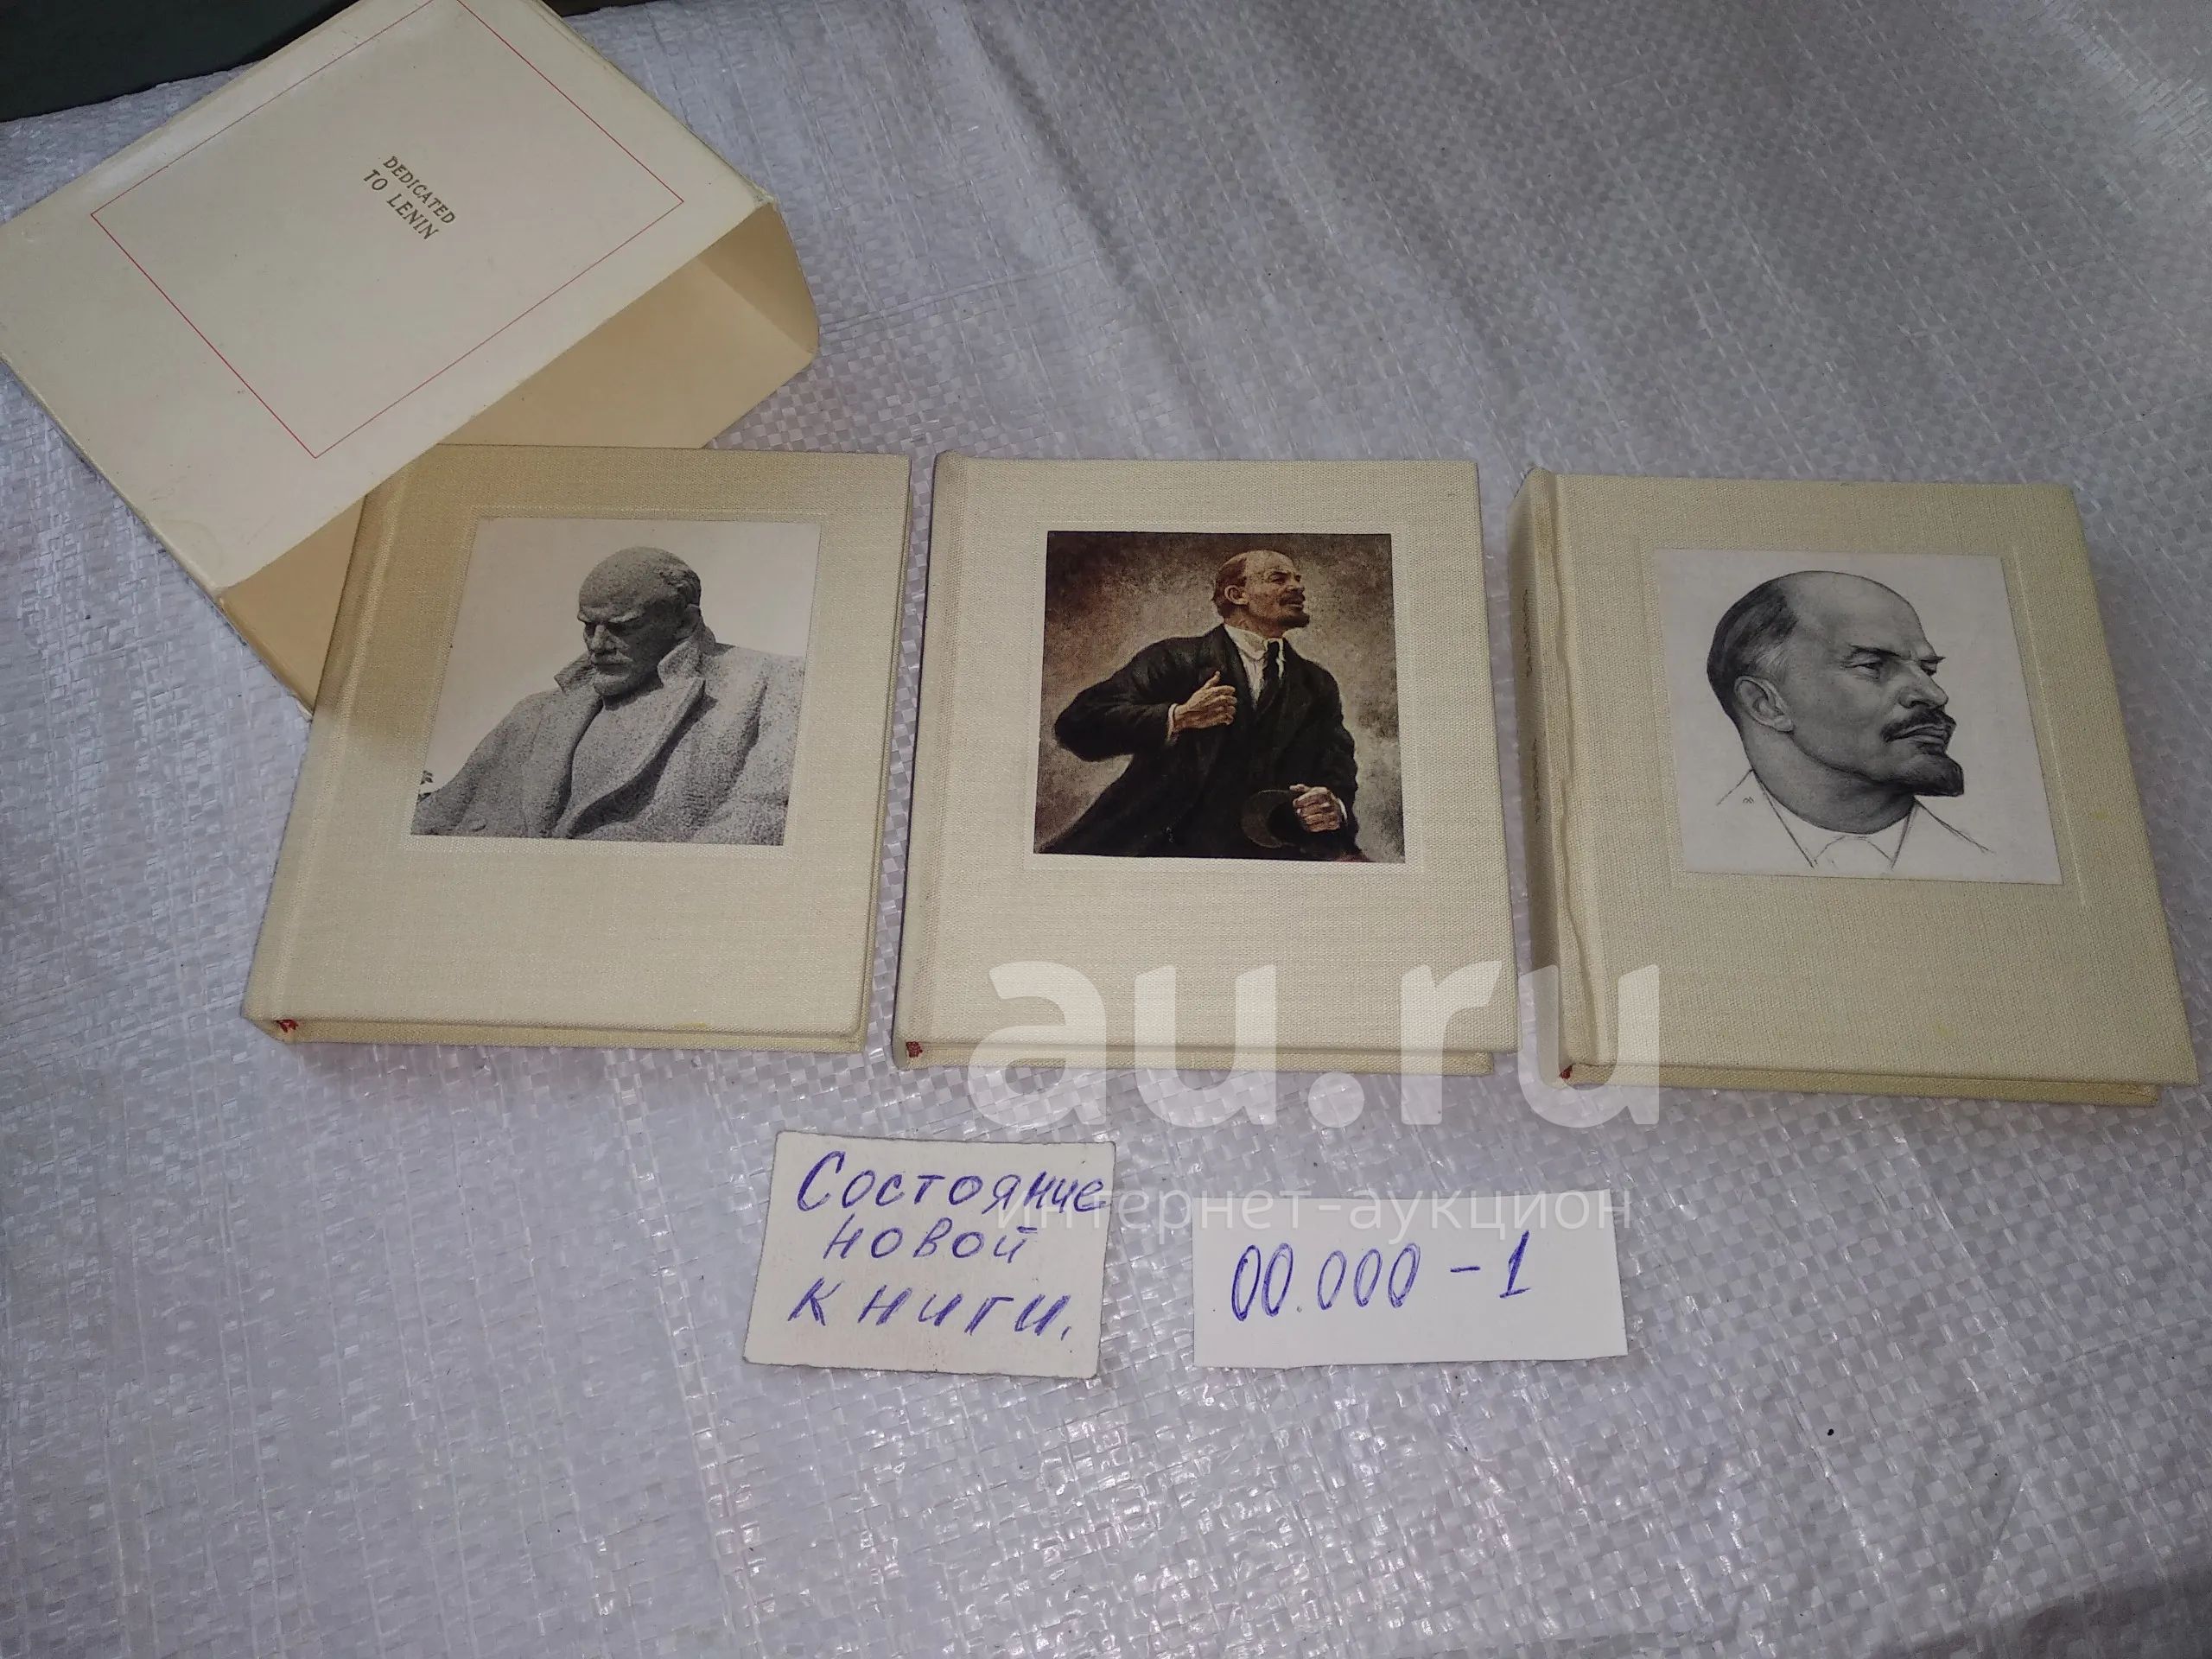 DEDICATED
TO LENIN
au.ru
интернет-аукцион
Состояние
новой
книги.
00.000 - 1